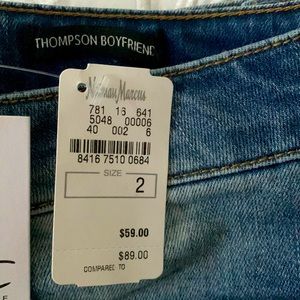 THOMPSON BOYFRIEND
Neiman Marcus
781 16 641
5048 00006
40 002 6
8416 7510 0684
SIZE
2
$59.00
$89.00
COMPARED TO